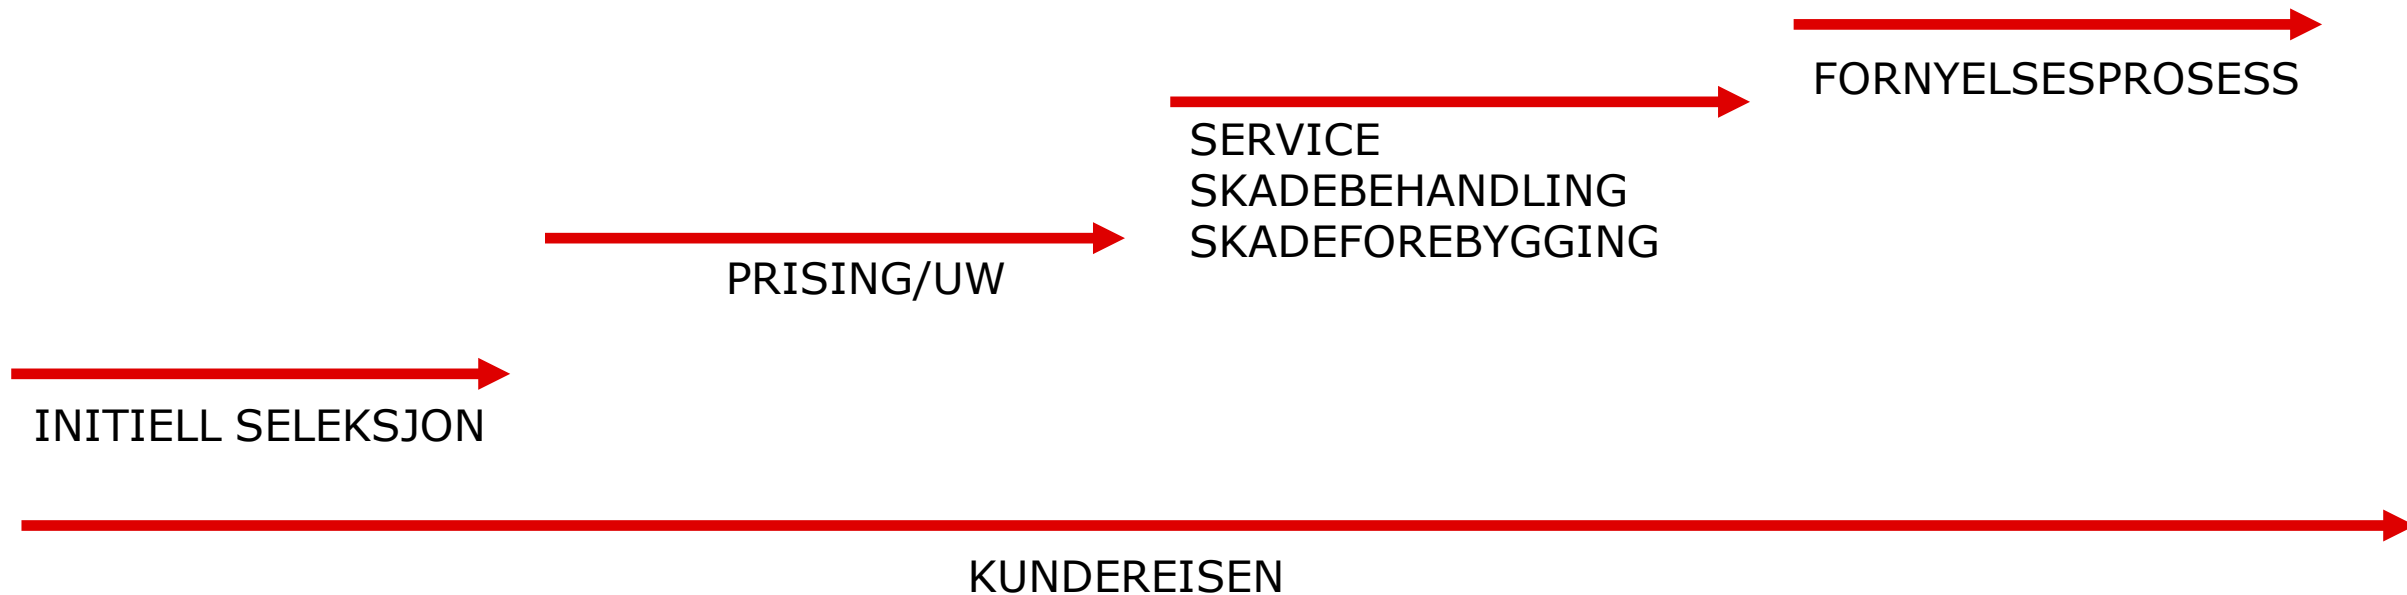 FORNYELSESPROSESS
SERVICE
SKADEBEHANDLING
SKADEFOREBYGGING
PRISING/UW
INITIELL SELEKSJON
KUNDEREISEN